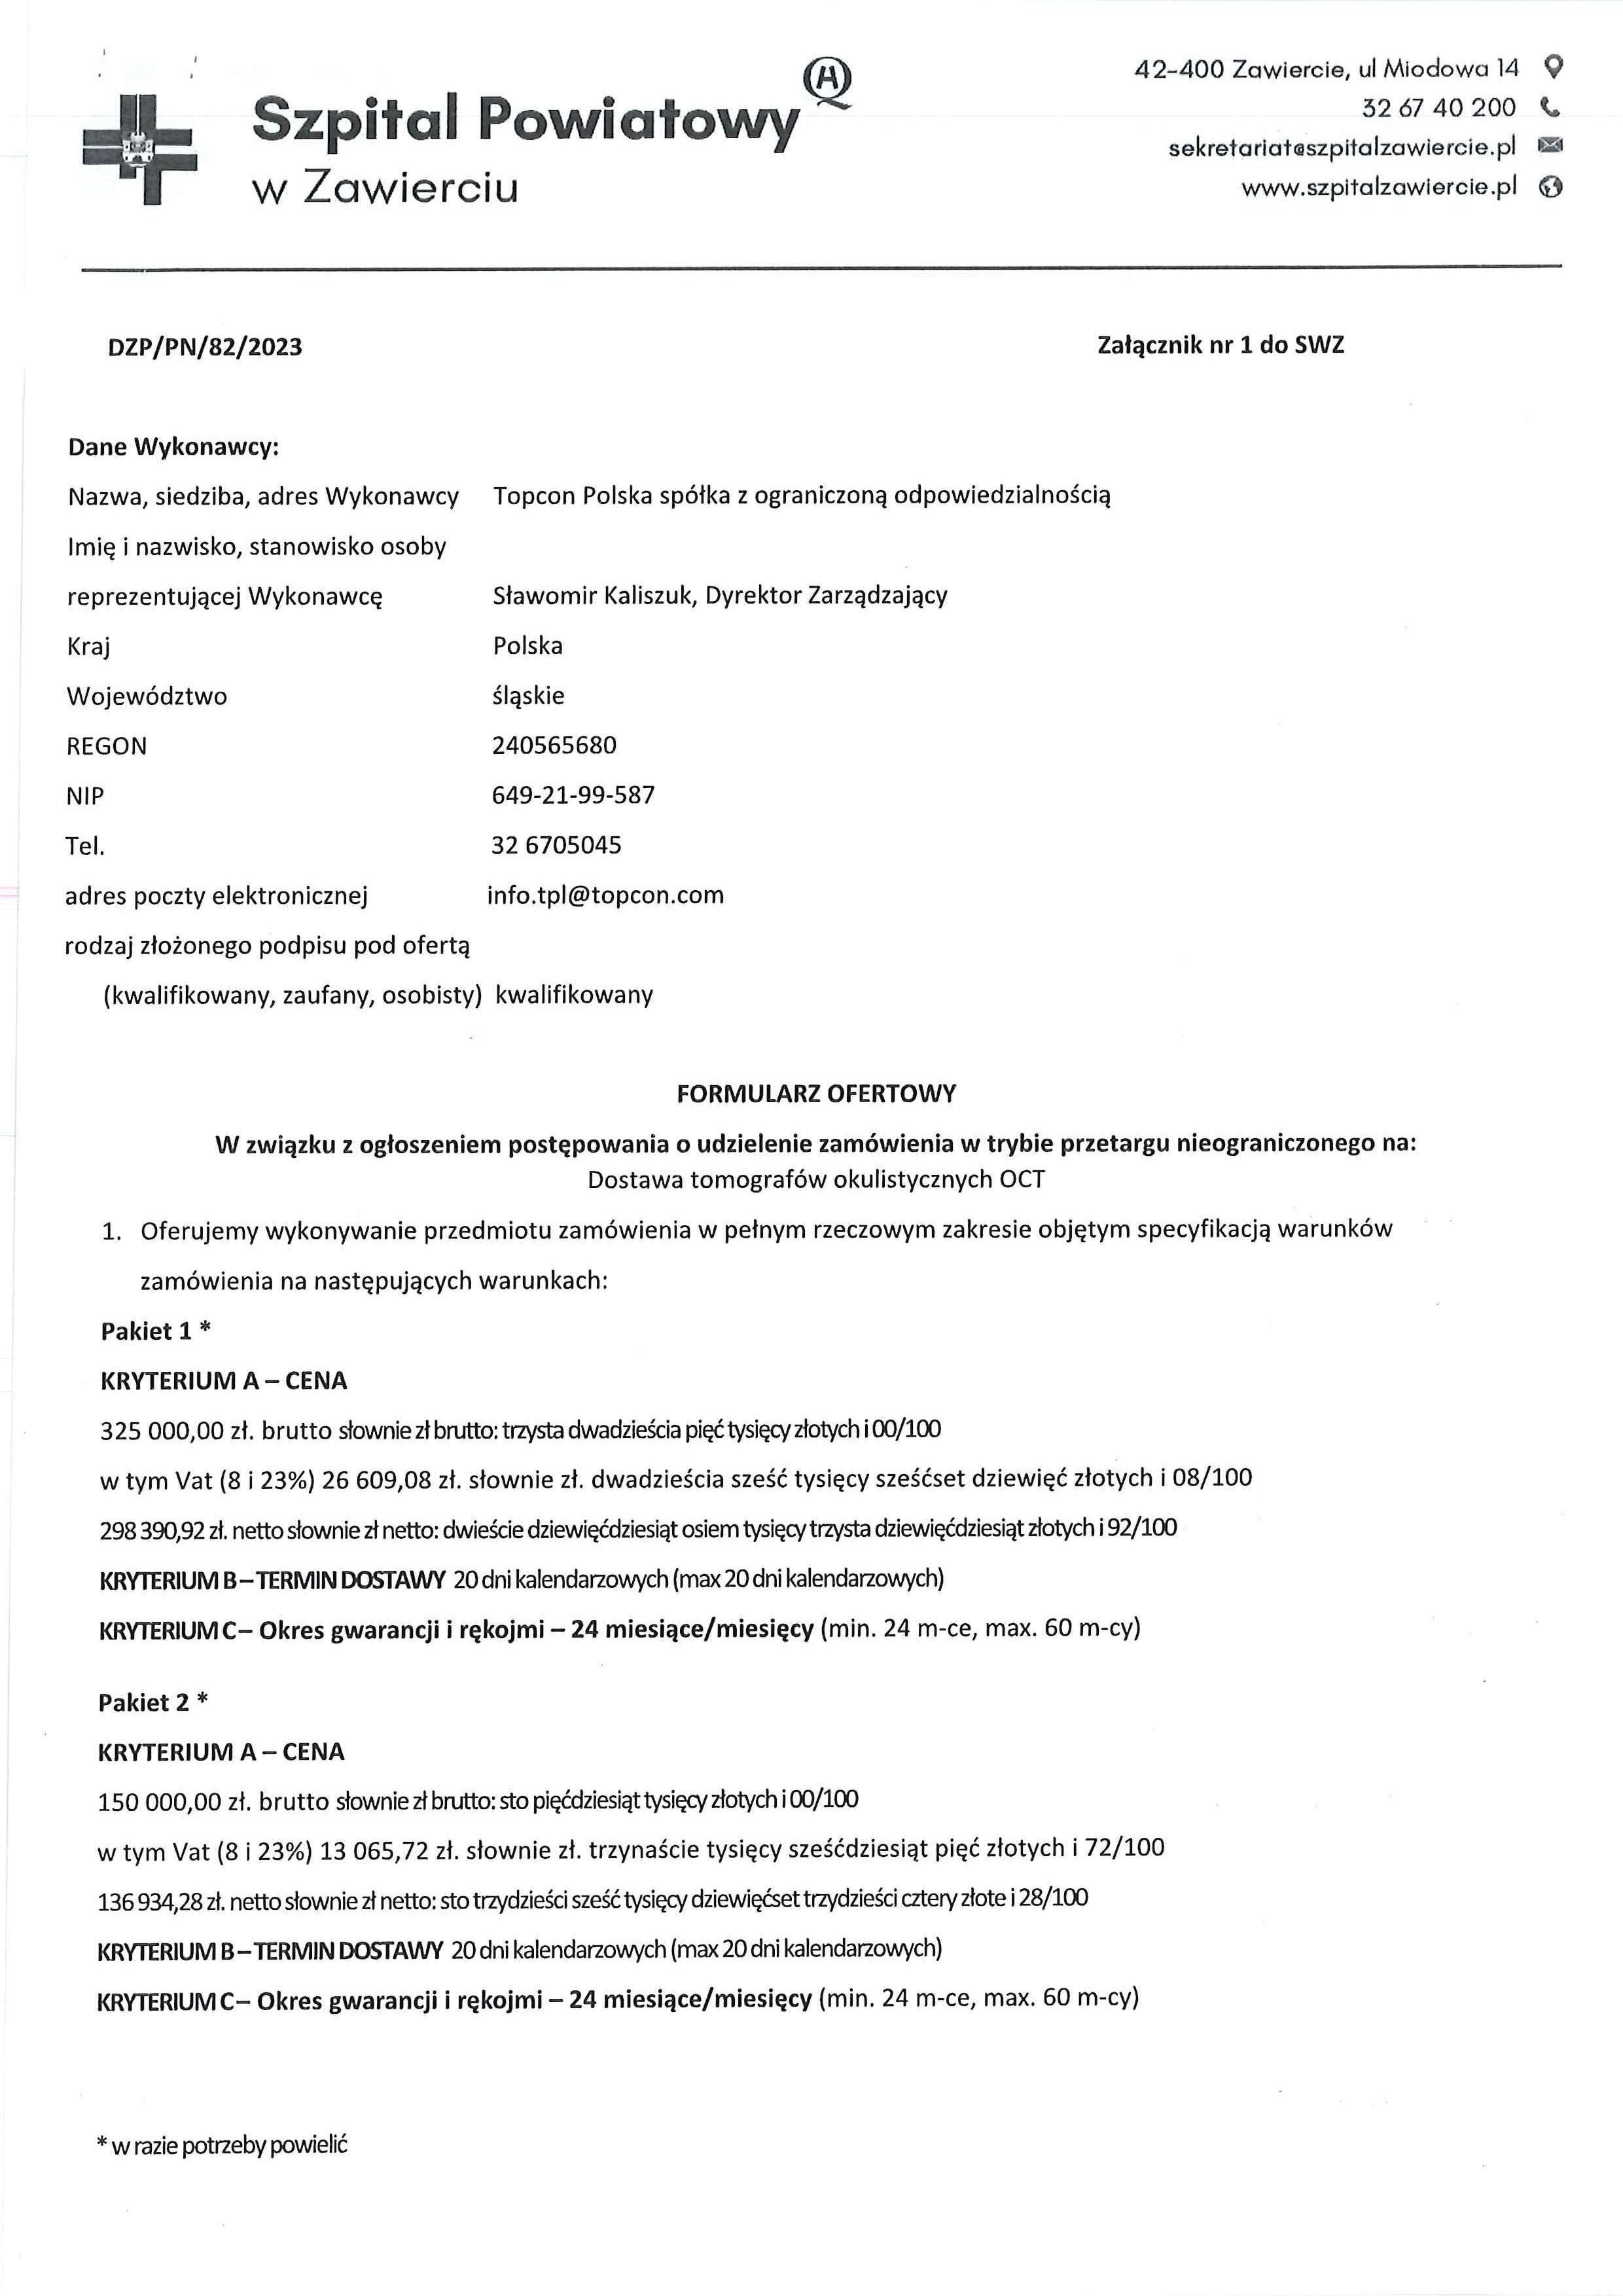 Szpital Powiatowy
w Zawierciu
42-400 Zawiercie, ul Miodowa 14
32 67 40 200
sekretariat@szpitalzawiercie.pl
www.szpitalzawiercie.pl
DZP/PN/82/2023 Załącznik nr 1 do SWZ
Dane Wykonawcy:
Nazwa, siedziba, adres Wykonawcy Topcon Polska spółka z ograniczoną odpowiedzialnością
Imię i nazwisko, stanowisko osoby
reprezentującej Wykonawcę Sławomir Kaliszuk, Dyrektor Zarządzający
Kraj Polska
Województwo śląskie
REGON 240565680
NIP 649-21-99-587
Tel. 32 6705045
adres poczty elektronicznej info.tpl@topcon.com
rodzaj złożonego podpisu pod ofertą
(kwalifikowany, zaufany, osobisty) kwalifikowany
FORMULARZ OFERTOWY
W związku z ogłoszeniem postępowania o udzielenie zamówienia w trybie przetargu nieograniczonego na:
Dostawa tomografów okulistycznych OCT
1. Oferujemy wykonywanie przedmiotu zamówienia w pełnym rzeczowym zakresie objętym specyfikacją warunków
zamówienia na następujących warunkach:
Pakiet 1 *
KRYTERIUM A – CENA
325 000,00 zł. brutto słownie zł brutto: trzysta dwadzieścia pięć tysięcy złotych i 00/100
w tym Vat (8 i 23%) 26 609,08 zł. słownie zł. dwadzieścia sześć tysięcy sześćset dziewięć złotych i 08/100
298 390,92 zł. netto słownie zł netto: dwieście dziewięćdziesiąt osiem tysięcy trzysta dziewięćdziesiąt złotych i 92/100
KRYTERIUM B – TERMIN DOSTAWY 20 dni kalendarzowych (max 20 dni kalendarzowych)
KRYTERIUM C – Okres gwarancji i rękojmi – 24 miesiące/miesięcy (min. 24 m-ce, max. 60 m-cy)
Pakiet 2 *
KRYTERIUM A – CENA
150 000,00 zł. brutto słownie zł brutto: sto pięćdziesiąt tysięcy złotych i 00/100
w tym Vat (8 i 23%) 13 065,72 zł. słownie zł. trzynaście tysięcy sześćdziesiąt pięć złotych i 72/100
136 934,28 zł. netto słownie zł netto: sto trzydzieści sześć tysięcy dziewięćset trzydzieści cztery złote i 28/100
KRYTERIUM B – TERMIN DOSTAWY 20 dni kalendarzowych (max 20 dni kalendarzowych)
KRYTERIUM C – Okres gwarancji i rękojmi – 24 miesiące/miesięcy (min. 24 m-ce, max. 60 m-cy)
* w razie potrzeby powielić